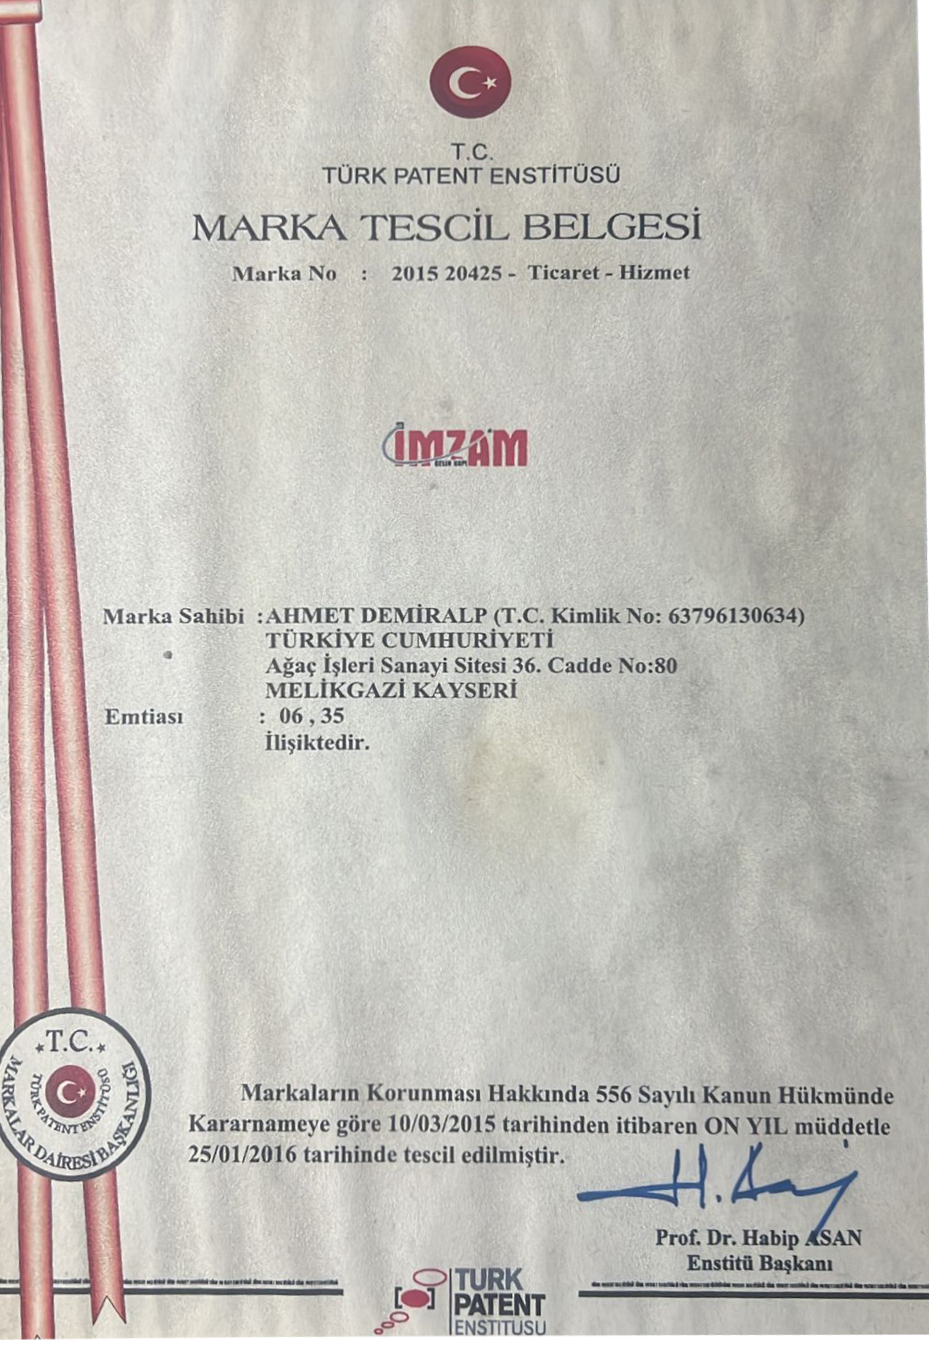 T.C.
TÜRK PATENT ENSTİTÜSÜ
MARKA TESCİL BELGESİ
Marka No : 2015 20425 - Ticaret - Hizmet
İMZAM
Marka Sahibi : AHMET DEMİRALP (T.C. Kimlik No: 63796130634)
TÜRKİYE CUMHURİYETİ
Ağaç İşleri Sanayi Sitesi 36. Cadde No:80
MELİKGAZİ KAYSERİ
Emtiası : 06 , 35
İlişiktedir.
T.C.
TÜRK PATENT ENSTİTÜSÜ
MARKALAR DAİRESİ BAŞKANLIĞI
Markaların Korunması Hakkında 556 Sayılı Kanun Hükmünde
Kararnameye göre 10/03/2015 tarihinden itibaren ON YIL müddetle
25/01/2016 tarihinde tescil edilmiştir.
Prof. Dr. Habip ASAN
Enstitü Başkanı
TURK
PATENT
ENSTITUSU